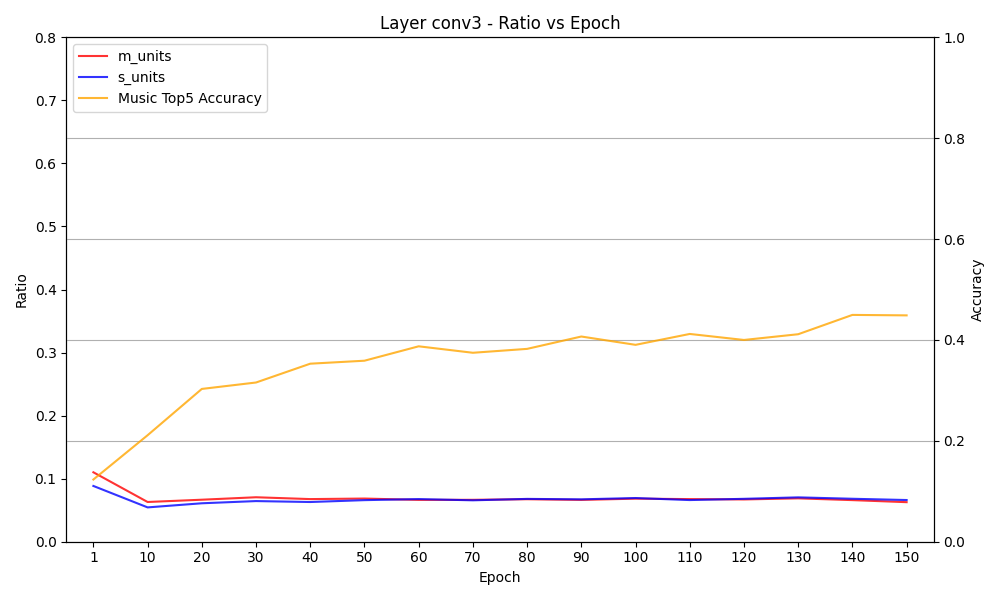 Layer conv3 - Ratio vs Epoch
m_units
s_units
Music Top5 Accuracy
0.8
0.7
0.6
0.5
0.4
0.3
0.2
0.1
0.0
Ratio
1.0
0.8
0.6
0.4
0.2
0.0
Accuracy
1 10 20 30 40 50 60 70 80 90 100 110 120 130 140 150
Epoch